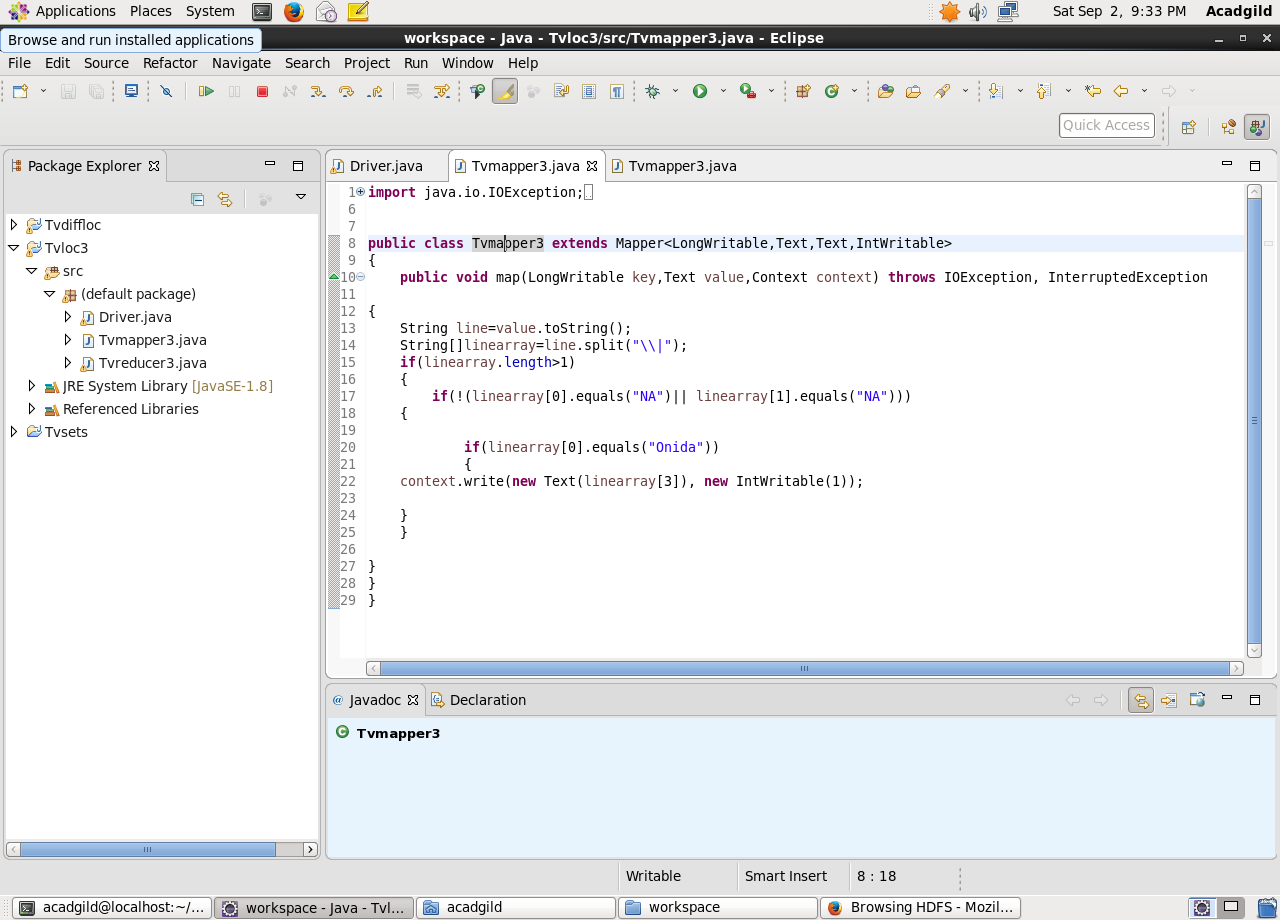 Applications Places System Sat Sep 2, 9:33 PM Acadgild
Browse and run installed applications
workspace - Java - Tvloc3/src/Tvmapper3.java - Eclipse
File Edit Source Refactor Navigate Search Project Run Window Help
Quick Access
Package Explorer
Tvdiffloc
Tvloc3
src
(default package)
Driver.java
Tvmapper3.java
Tvreducer3.java
JRE System Library [JavaSE-1.8]
Referenced Libraries
Tvsets
Driver.java Tvmapper3.java Tvmapper3.java
1 import java.io.IOException;
6
7
8 public class Tvmapper3 extends Mapper<LongWritable,Text,Text,IntWritable>
9 {
10 public void map(LongWritable key,Text value,Context context) throws IOException, InterruptedException
11
12 {
13 String line=value.toString();
14 String[]linearray=line.split("\\|");
15 if(linearray.length>1)
16 {
17 if(!(linearray[0].equals("NA")|| linearray[1].equals("NA")))
18 {
19
20 if(linearray[0].equals("Onida"))
21 {
22 context.write(new Text(linearray[3]), new IntWritable(1));
23
24 }
25 }
26
27 }
28 }
29 }
@ Javadoc Declaration
Tvmapper3
Writable Smart Insert 8 : 18
acadgild@localhost:~/... workspace - Java - Tvl... acadgild workspace Browsing HDFS - Mozil...